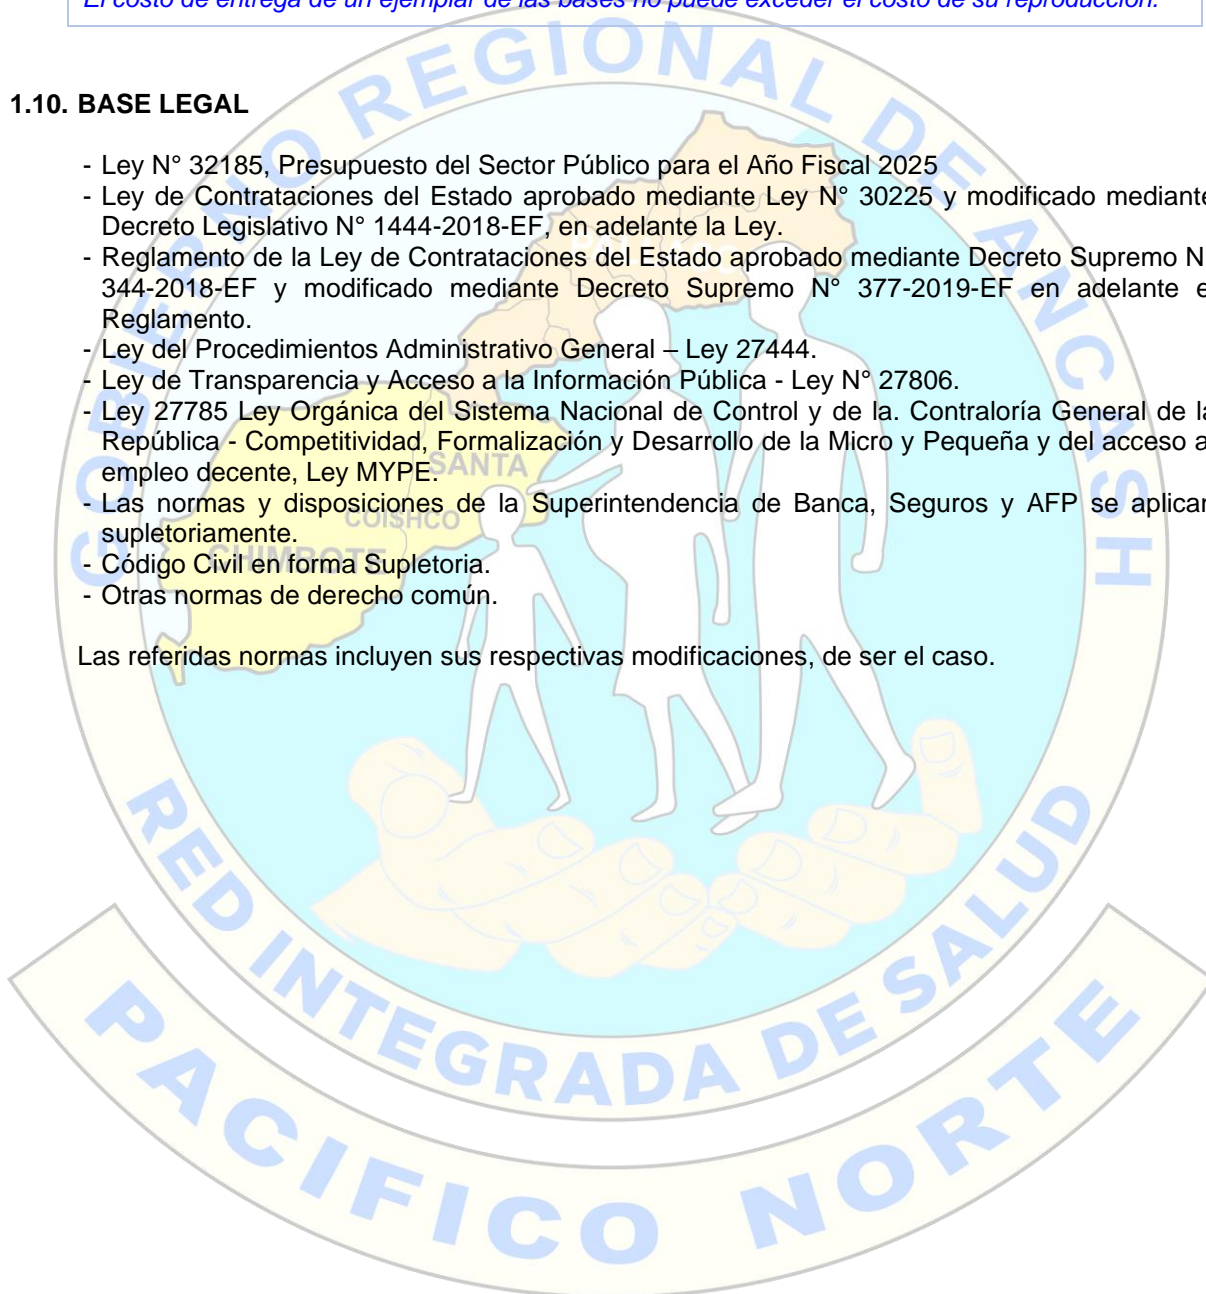 El costo de entrega de un ejemplar de las bases no puede exceder el costo de su reproducción.
1.10. BASE LEGAL
- Ley N° 32185, Presupuesto del Sector Público para el Año Fiscal 2025
- Ley de Contrataciones del Estado aprobado mediante Ley N° 30225 y modificado mediante
Decreto Legislativo N° 1444-2018-EF, en adelante la Ley.
- Reglamento de la Ley de Contrataciones del Estado aprobado mediante Decreto Supremo N
344-2018-EF y modificado mediante Decreto Supremo N° 377-2019-EF en adelante e
Reglamento.
- Ley del Procedimientos Administrativo General – Ley 27444.
- Ley de Transparencia y Acceso a la Información Pública - Ley N° 27806.
- Ley 27785 Ley Orgánica del Sistema Nacional de Control y de la. Contraloría General de la
República - Competitividad, Formalización y Desarrollo de la Micro y Pequeña y del acceso a
empleo decente, Ley MYPE.
- Las normas y disposiciones de la Superintendencia de Banca, Seguros y AFP se aplican
supletoriamente.
- Código Civil en forma Supletoria.
- Otras normas de derecho común.
Las referidas normas incluyen sus respectivas modificaciones, de ser el caso.
GOBIERNO REGIONAL DE ANCASH
SANTA
COISHCO
CHIMBOTE
RED INTEGRADA DE SALUD
PACIFICO NORTE